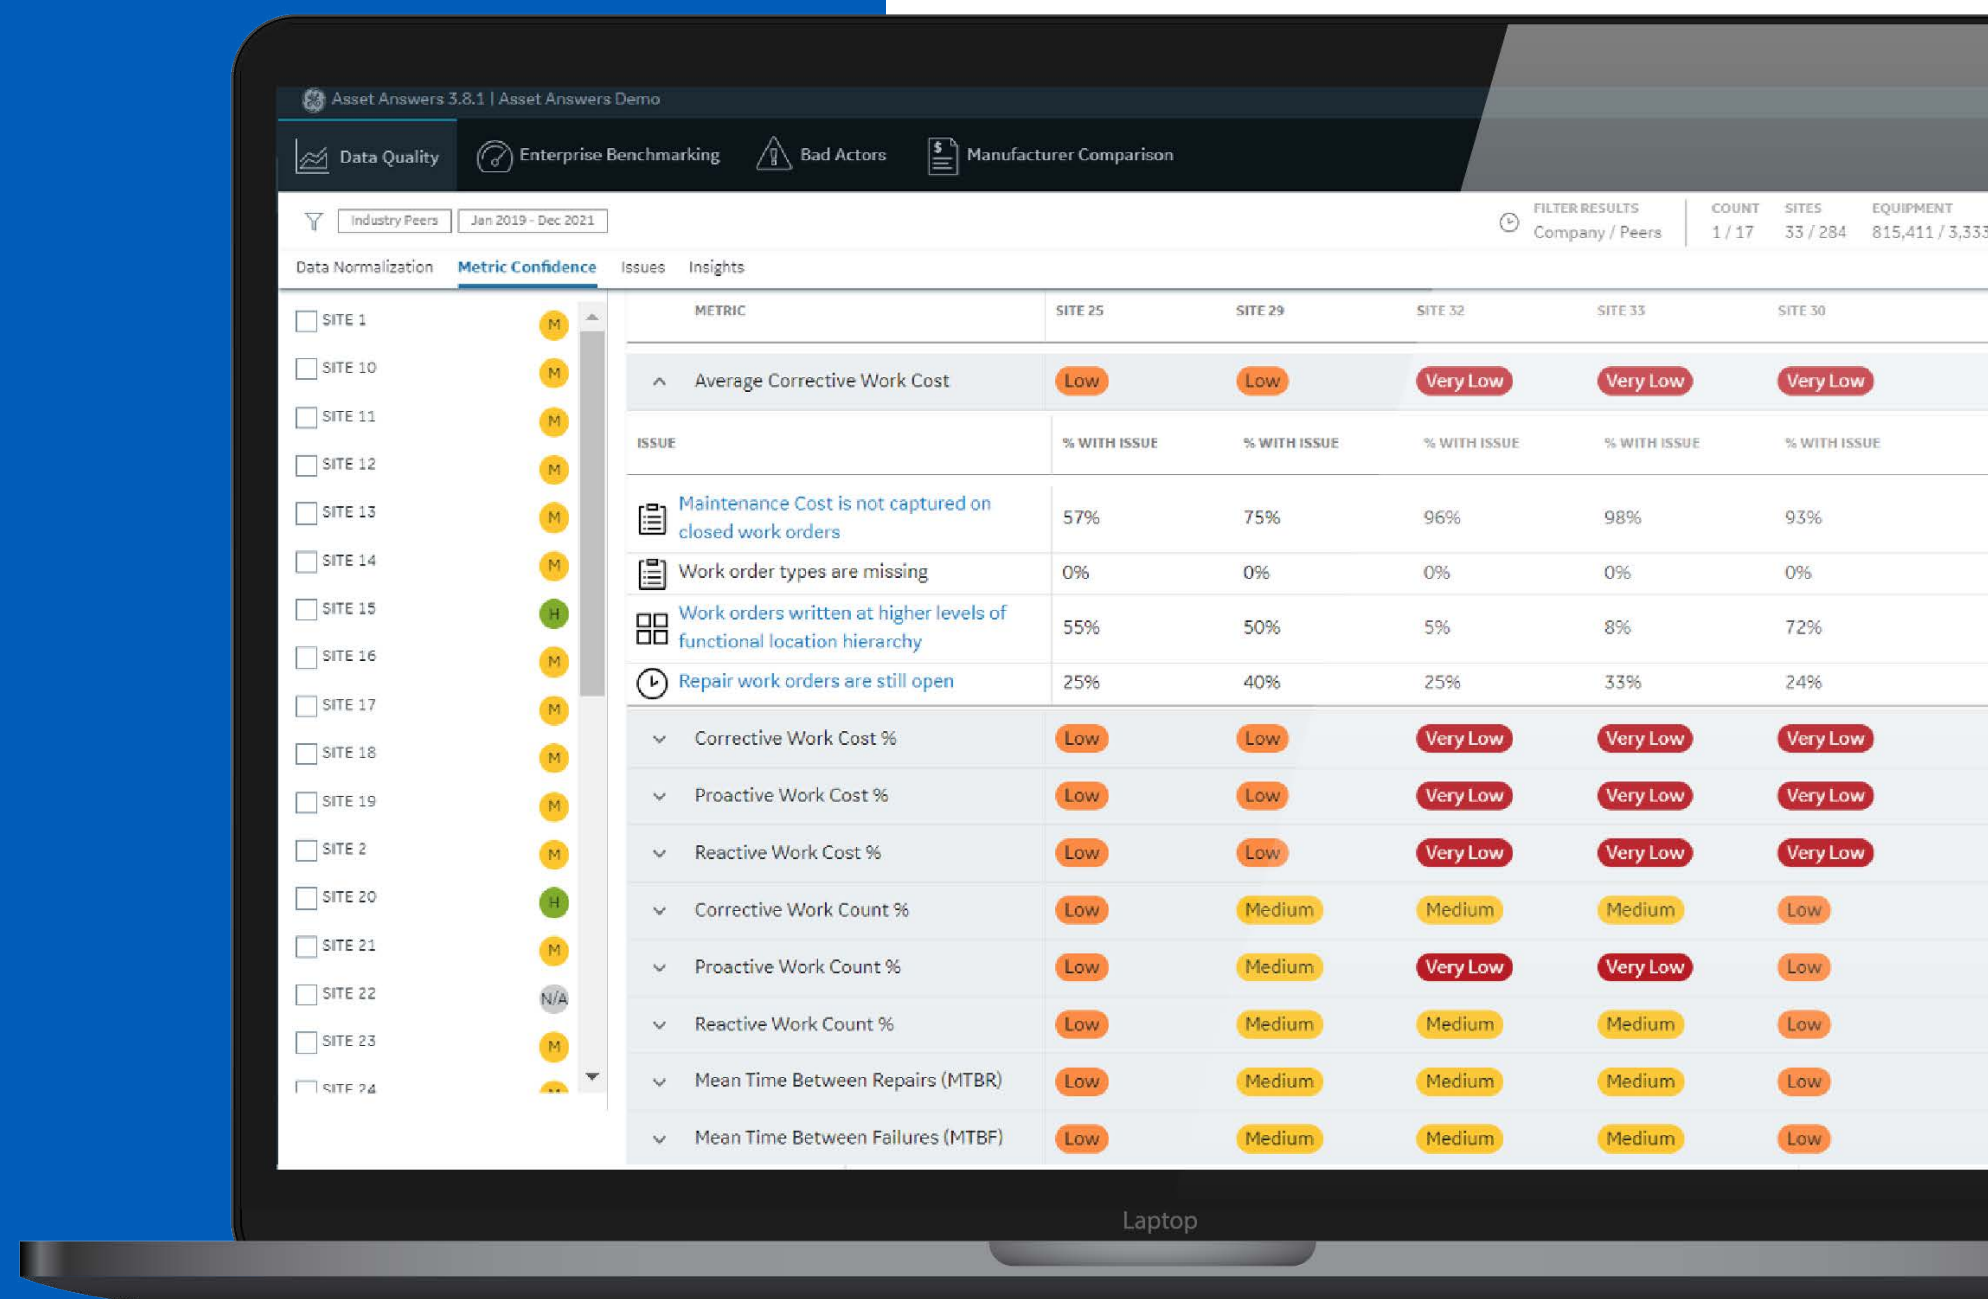 Asset Answers 3.8.1 | Asset Answers Demo
Data Quality Enterprise Benchmarking Bad Actors Manufacturer Comparison
Industry Peers Jan 2019 - Dec 2021
FILTER RESULTS COUNT SITES EQUIPMENT
Company / Peers 1 / 17 33 / 284 815,411 / 3,333
Data Normalization Metric Confidence Issues Insights
SITE 1 M
SITE 10 M
SITE 11 M
SITE 12 M
SITE 13 M
SITE 14 M
SITE 15 H
SITE 16 M
SITE 17 M
SITE 18 M
SITE 19 M
SITE 2 M
SITE 20 H
SITE 21 M
SITE 22 N/A
SITE 23 M
SITE 24 M
METRIC SITE 25 SITE 29 SITE 32 SITE 33 SITE 30
Average Corrective Work Cost Low Low Very Low Very Low Very Low
ISSUE % WITH ISSUE % WITH ISSUE % WITH ISSUE % WITH ISSUE % WITH ISSUE
Maintenance Cost is not captured on
closed work orders 57% 75% 96% 98% 93%
Work order types are missing 0% 0% 0% 0% 0%
Work orders written at higher levels of
functional location hierarchy 55% 50% 5% 8% 72%
Repair work orders are still open 25% 40% 25% 33% 24%
Corrective Work Cost % Low Low Very Low Very Low Very Low
Proactive Work Cost % Low Low Very Low Very Low Very Low
Reactive Work Cost % Low Low Very Low Very Low Very Low
Corrective Work Count % Low Medium Medium Medium Low
Proactive Work Count % Low Medium Very Low Very Low Low
Reactive Work Count % Low Medium Medium Medium Low
Mean Time Between Repairs (MTBR) Low Medium Medium Medium Low
Mean Time Between Failures (MTBF) Low Medium Medium Medium Low
Laptop